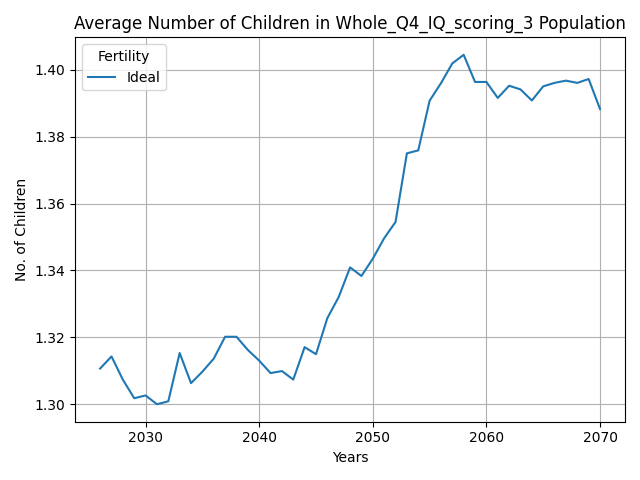 Average Number of Children in Whole_Q4_IQ_scoring_3 Population
Fertility
Ideal
1.40
1.38
1.36
1.34
1.32
1.30
No. of Children
2030 2040 2050 2060 2070
Years